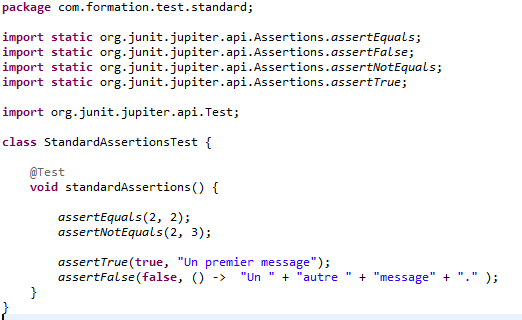 package com.formation.test.standard;
import static org.junit.jupiter.api.Assertions.assertEquals;
import static org.junit.jupiter.api.Assertions.assertFalse;
import static org.junit.jupiter.api.Assertions.assertNotEquals;
import static org.junit.jupiter.api.Assertions.assertTrue;
import org.junit.jupiter.api.Test;
class StandardAssertionsTest {
@Test
void standardAssertions() {
assertEquals(2, 2);
assertNotEquals(2, 3);
assertTrue(true, "Un premier message");
assertFalse(false, () ->  "Un " + "autre " + "message" + "." );
}
}